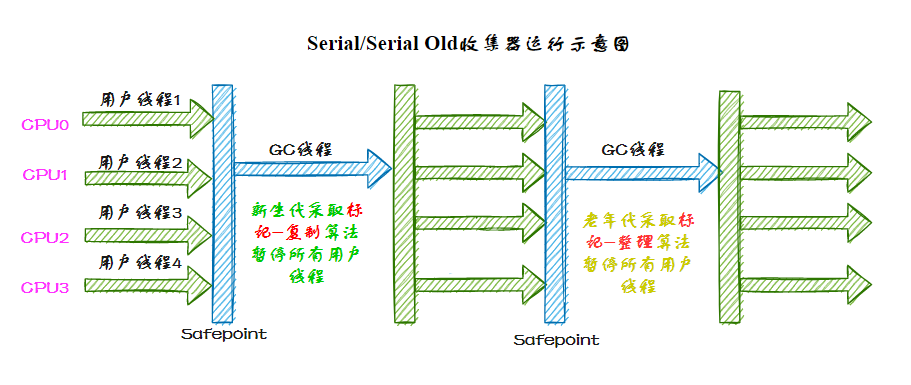 Serial/Serial Old收集器运行示意图
用户线程1
CPU0
用户线程2
CPU1
用户线程3
CPU2
用户线程4
CPU3
Safepoint
GC线程
新生代采取标
记-复制算法
暂停所有用户
线程
GC线程
老年代采取标
记-整理算法
暂停所有用户
线程
Safepoint